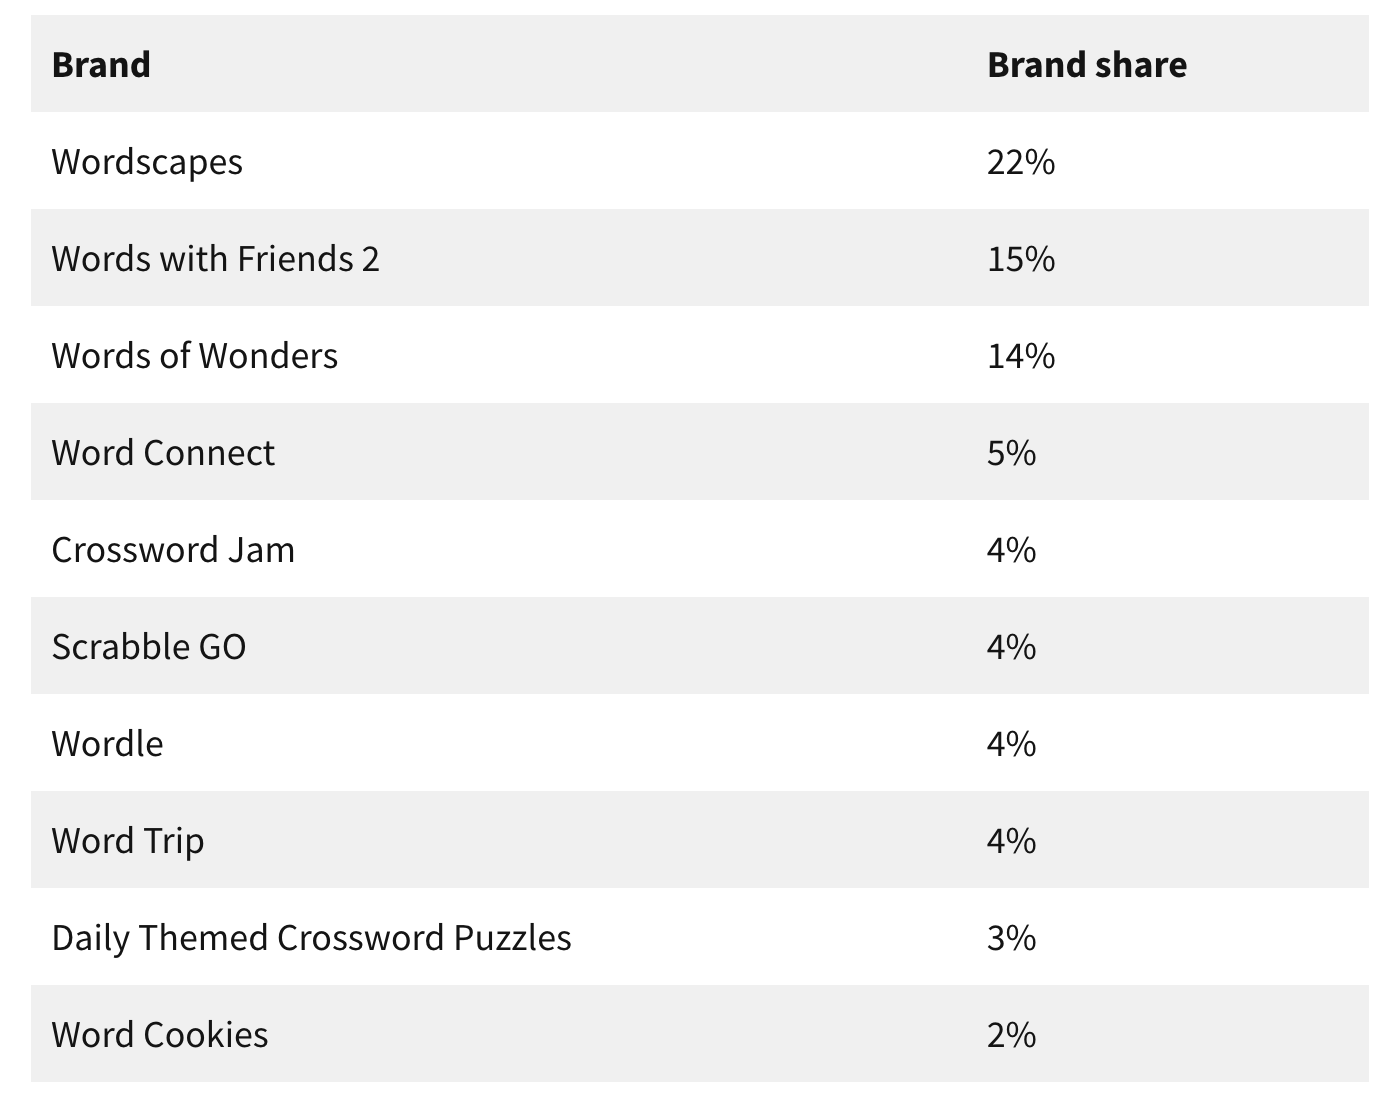 Brand Brand share
Wordscapes 22%
Words with Friends 2 15%
Words of Wonders 14%
Word Connect 5%
Crossword Jam 4%
Scrabble GO 4%
Wordle 4%
Word Trip 4%
Daily Themed Crossword Puzzles 3%
Word Cookies 2%